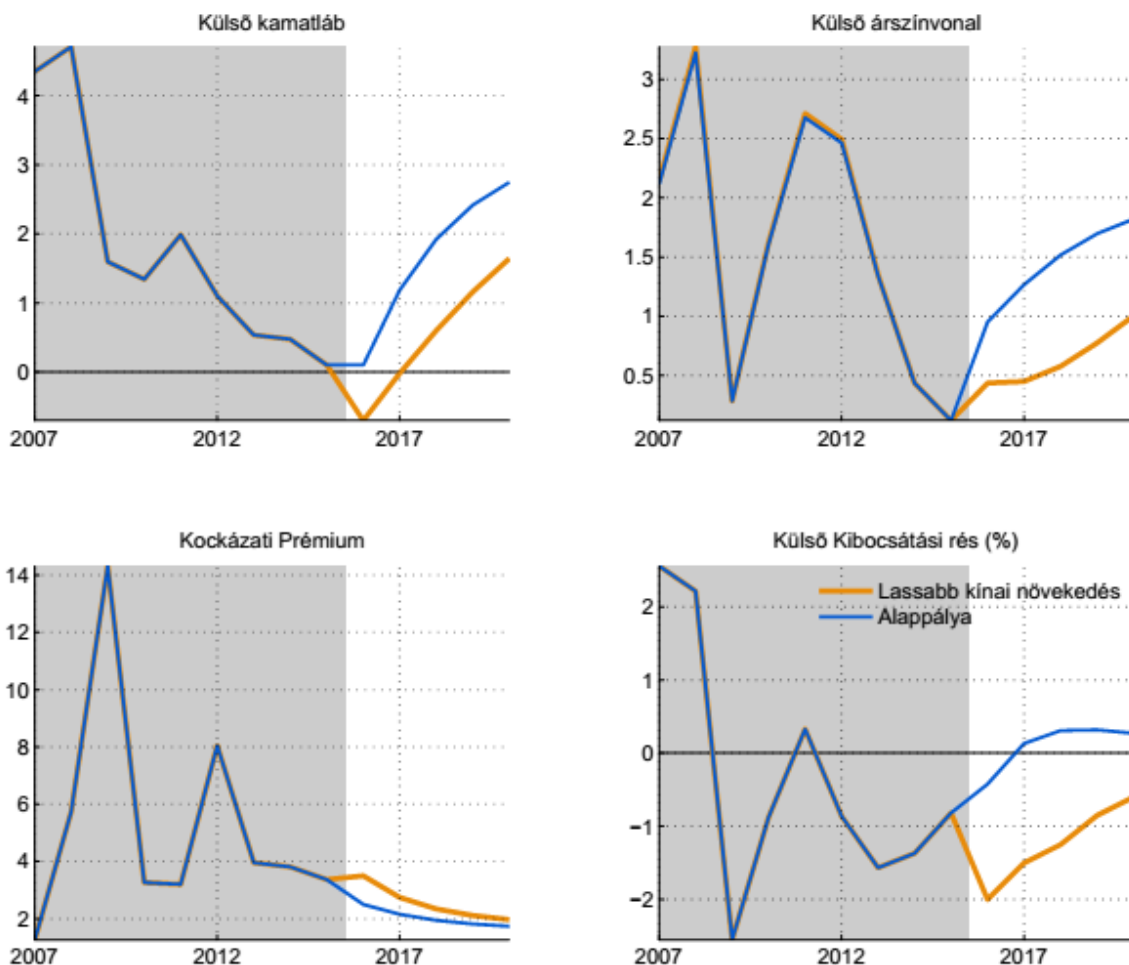 Külső kamatláb
4
3
2
1
0
2007 2012 2017
Külső árszínvonal
3
2.5
2
1.5
1
0.5
2007 2012 2017
Kockázati Prémium
14
12
10
8
6
4
2
2007 2012 2017
Külső Kibocsátási rés (%)
Lassabb kínai növekedés
Alappálya
2
1
0
−1
−2
2007 2012 2017